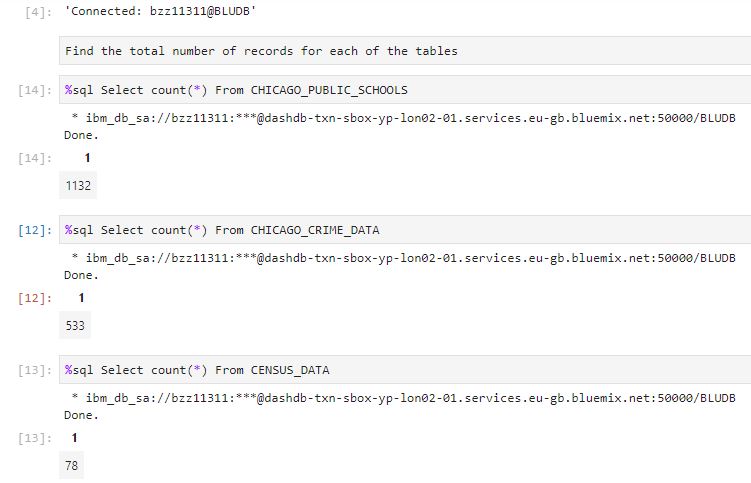 [4]: 'Connected: bzz11311@BLUDB'
Find the total number of records for each of the tables
[14]: %sql Select count(*) From CHICAGO_PUBLIC_SCHOOLS
* ibm_db_sa://bzz11311:***@dashdb-txn-sbox-yp-lon02-01.services.eu-gb.bluemix.net:50000/BLUDB
Done.
[14]: 1
1132
[12]: %sql Select count(*) From CHICAGO_CRIME_DATA
* ibm_db_sa://bzz11311:***@dashdb-txn-sbox-yp-lon02-01.services.eu-gb.bluemix.net:50000/BLUDB
Done.
[12]: 1
533
[13]: %sql Select count(*) From CENSUS_DATA
* ibm_db_sa://bzz11311:***@dashdb-txn-sbox-yp-lon02-01.services.eu-gb.bluemix.net:50000/BLUDB
Done.
[13]: 1
78